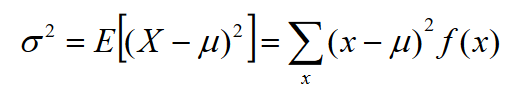 σ² = E[(X − μ)²] = ∑ₓ (x − μ)² f(x)